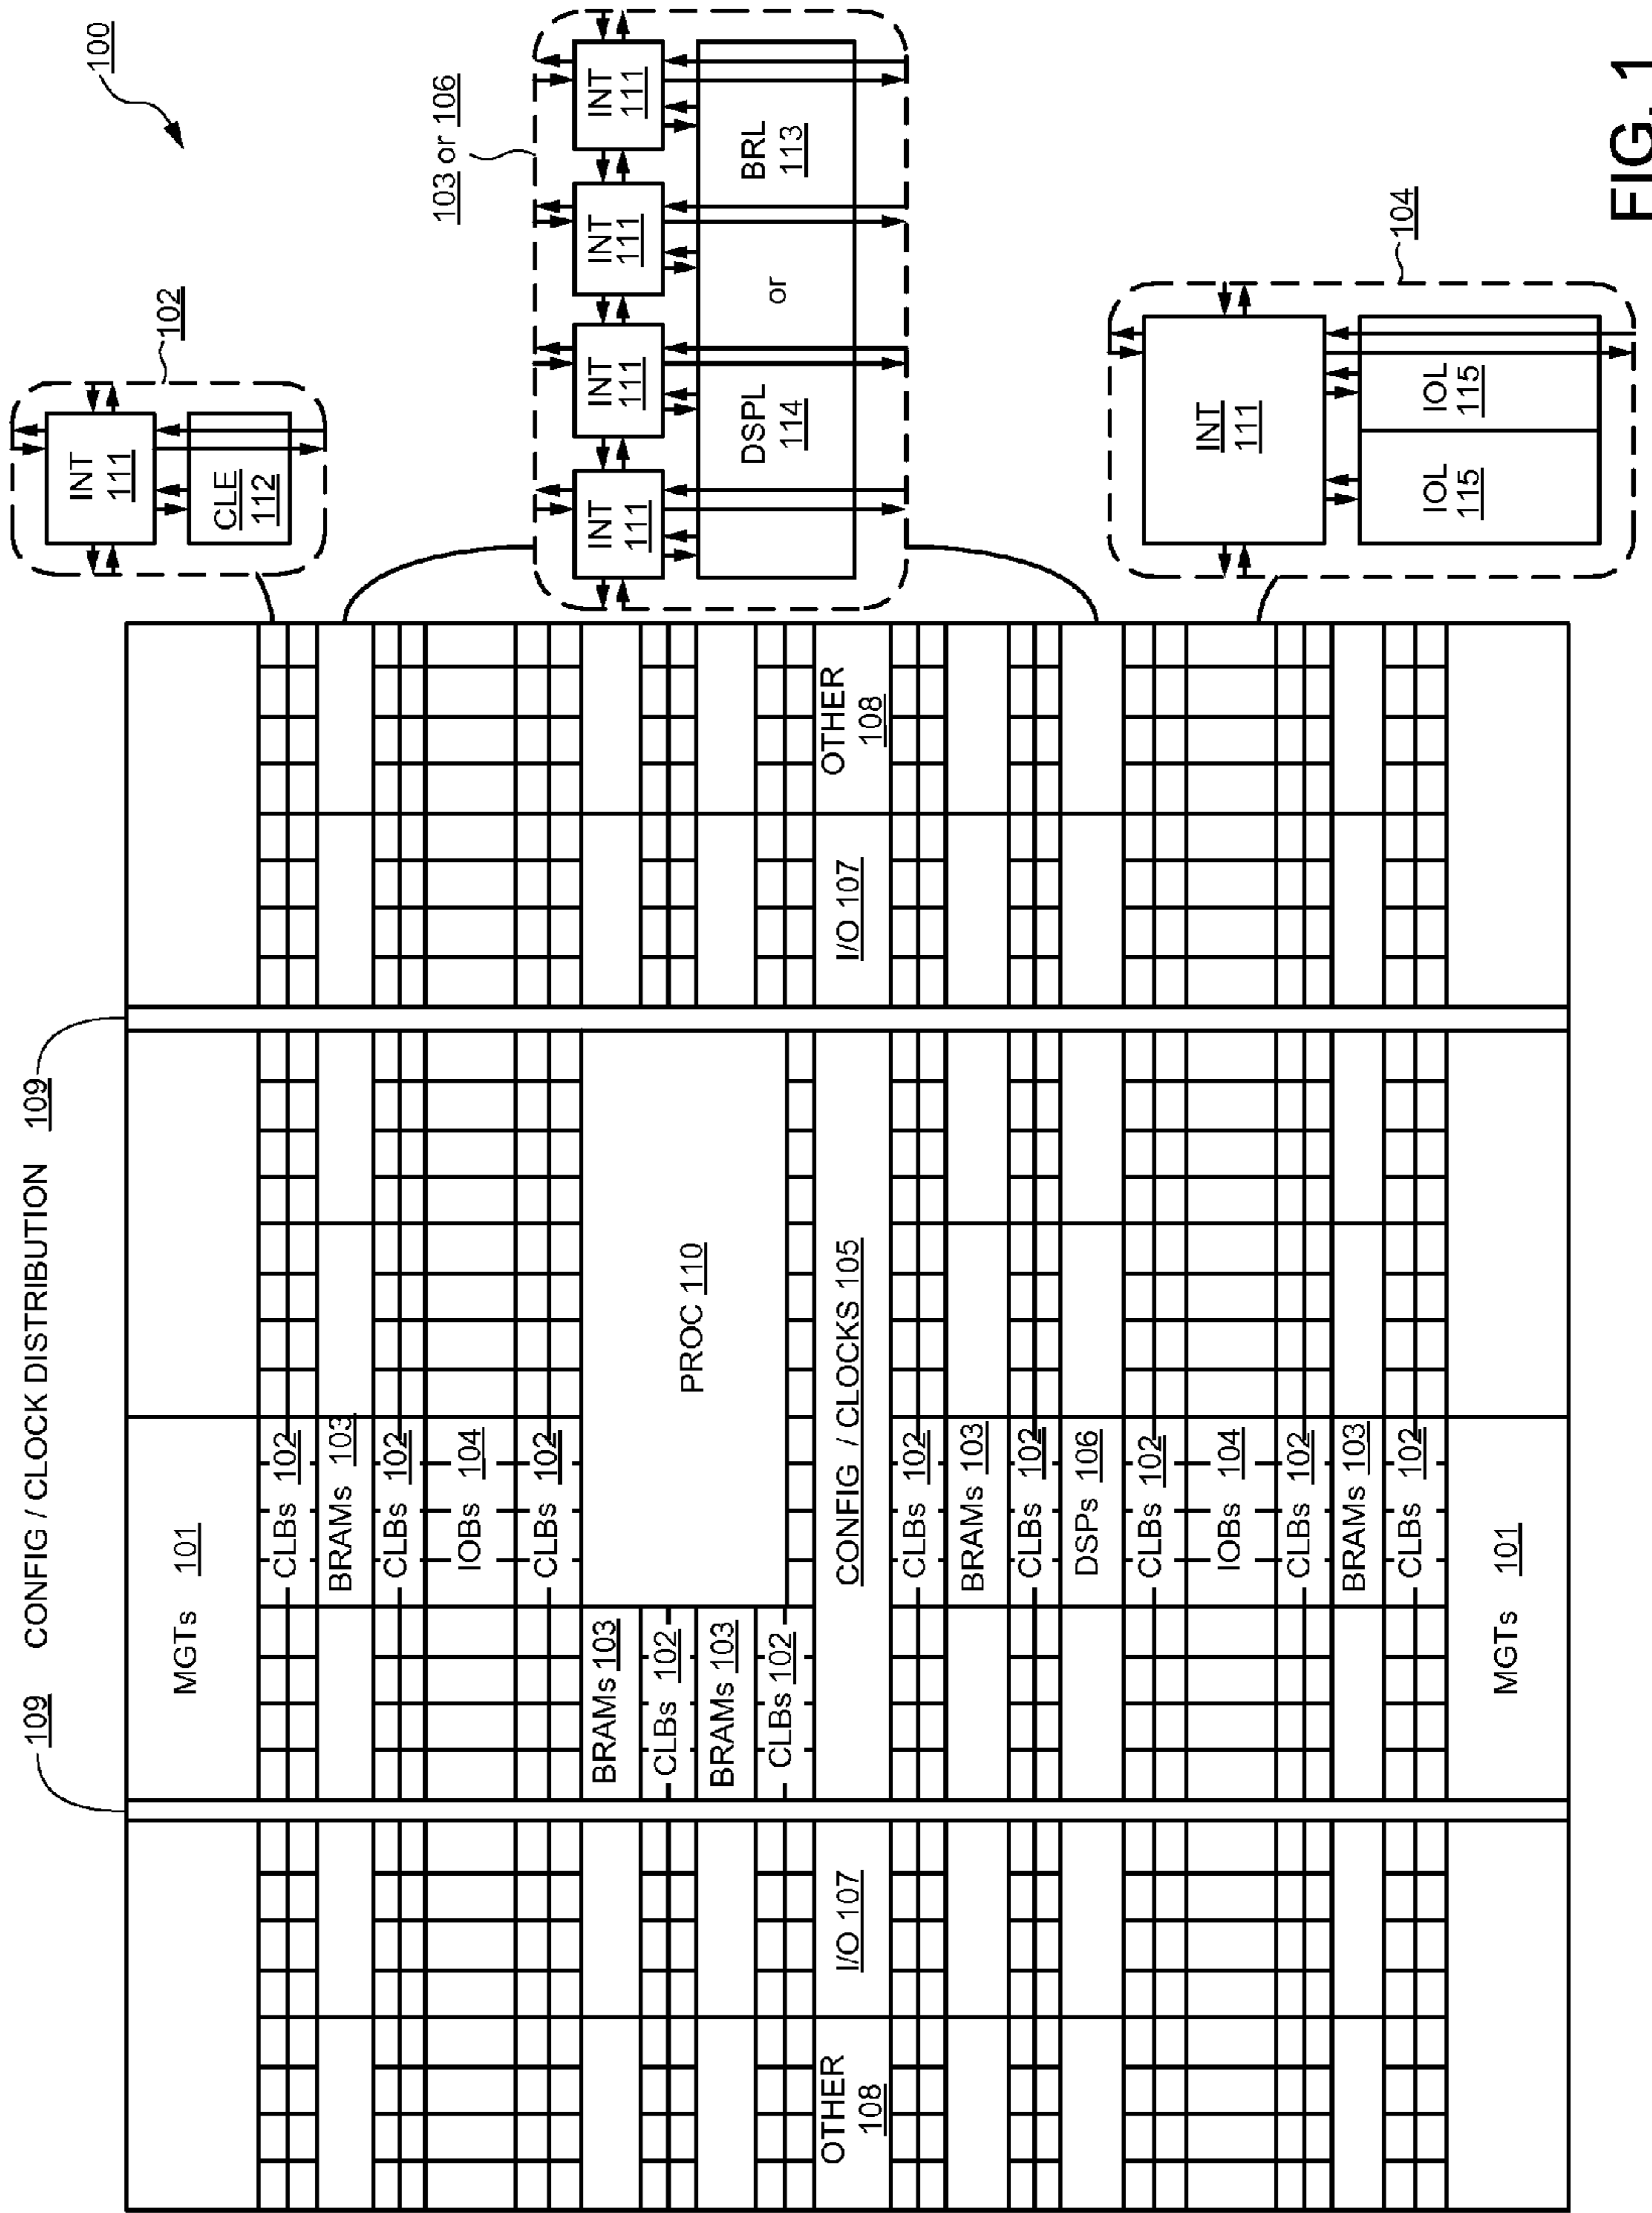 100
CONFIG / CLOCK DISTRIBUTION
109
109
102
INT
111
CLE
112
103 or 106
INT
111
INT
111
INT
111
INT
111
DSPL
114
or
BRL
113
104
INT
111
IOL
115
IOL
115
MGTs 101
CLBs 102
BRAMs 103
CLBs 102
IOBs 104
CLBs 102
BRAMs 103
CLBs 102
BRAMs 103
CLBs 102
PROC 110
OTHER
108
I/O 107
CONFIG / CLOCKS 105
I/O 107
OTHER
108
CLBs 102
BRAMs 103
CLBs 102
DSPs 106
CLBs 102
IOBs 104
CLBs 102
BRAMs 103
CLBs 102
MGTs 101
FIG. 1